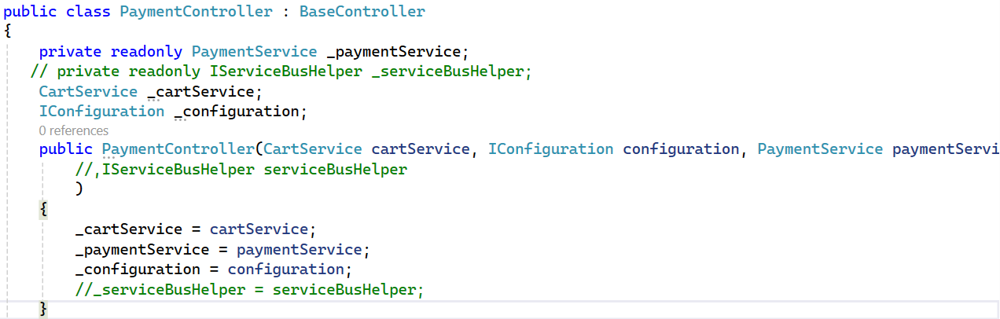 public class PaymentController : BaseController
{
private readonly PaymentService _paymentService;
// private readonly IServiceBusHelper _serviceBusHelper;
CartService _cartService;
IConfiguration _configuration;
0 references
public PaymentController(CartService cartService, IConfiguration configuration, PaymentService paymentServi
//,IServiceBusHelper serviceBusHelper
)
{
_cartService = cartService;
_paymentService = paymentService;
_configuration = configuration;
//_serviceBusHelper = serviceBusHelper;
}